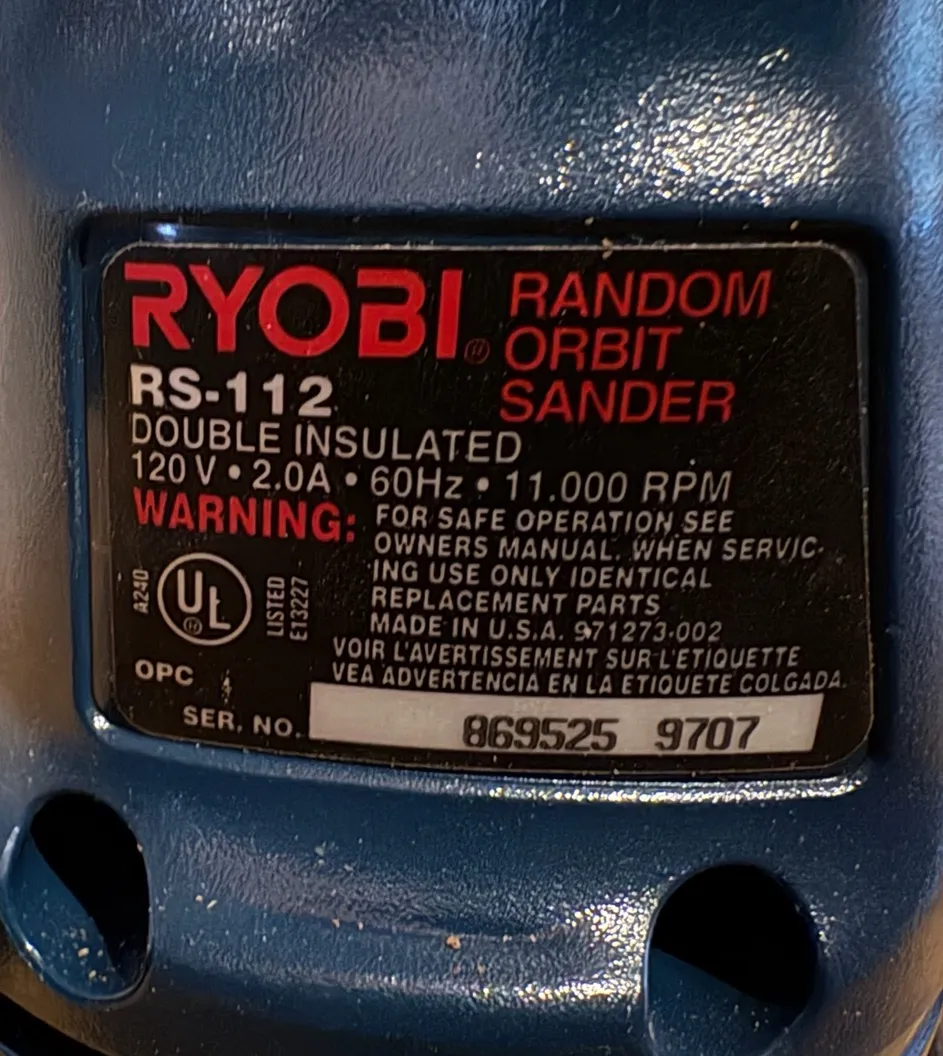 RYOBI® RANDOM
ORBIT
SANDER
RS-112
DOUBLE INSULATED
120 V • 2.0A • 60Hz • 11.000 RPM
WARNING: FOR SAFE OPERATION SEE
OWNERS MANUAL. WHEN SERVIC-
ING USE ONLY IDENTICAL
REPLACEMENT PARTS
MADE IN U.S.A. 971273-002
A240
UL®
LISTED
E13227
VOIR L'AVERTISSEMENT SUR L'ETIQUETTE
VEA ADVERTENCIA EN LA ETIQUETE COLGADA.
OPC
SER. NO. 869525 9707